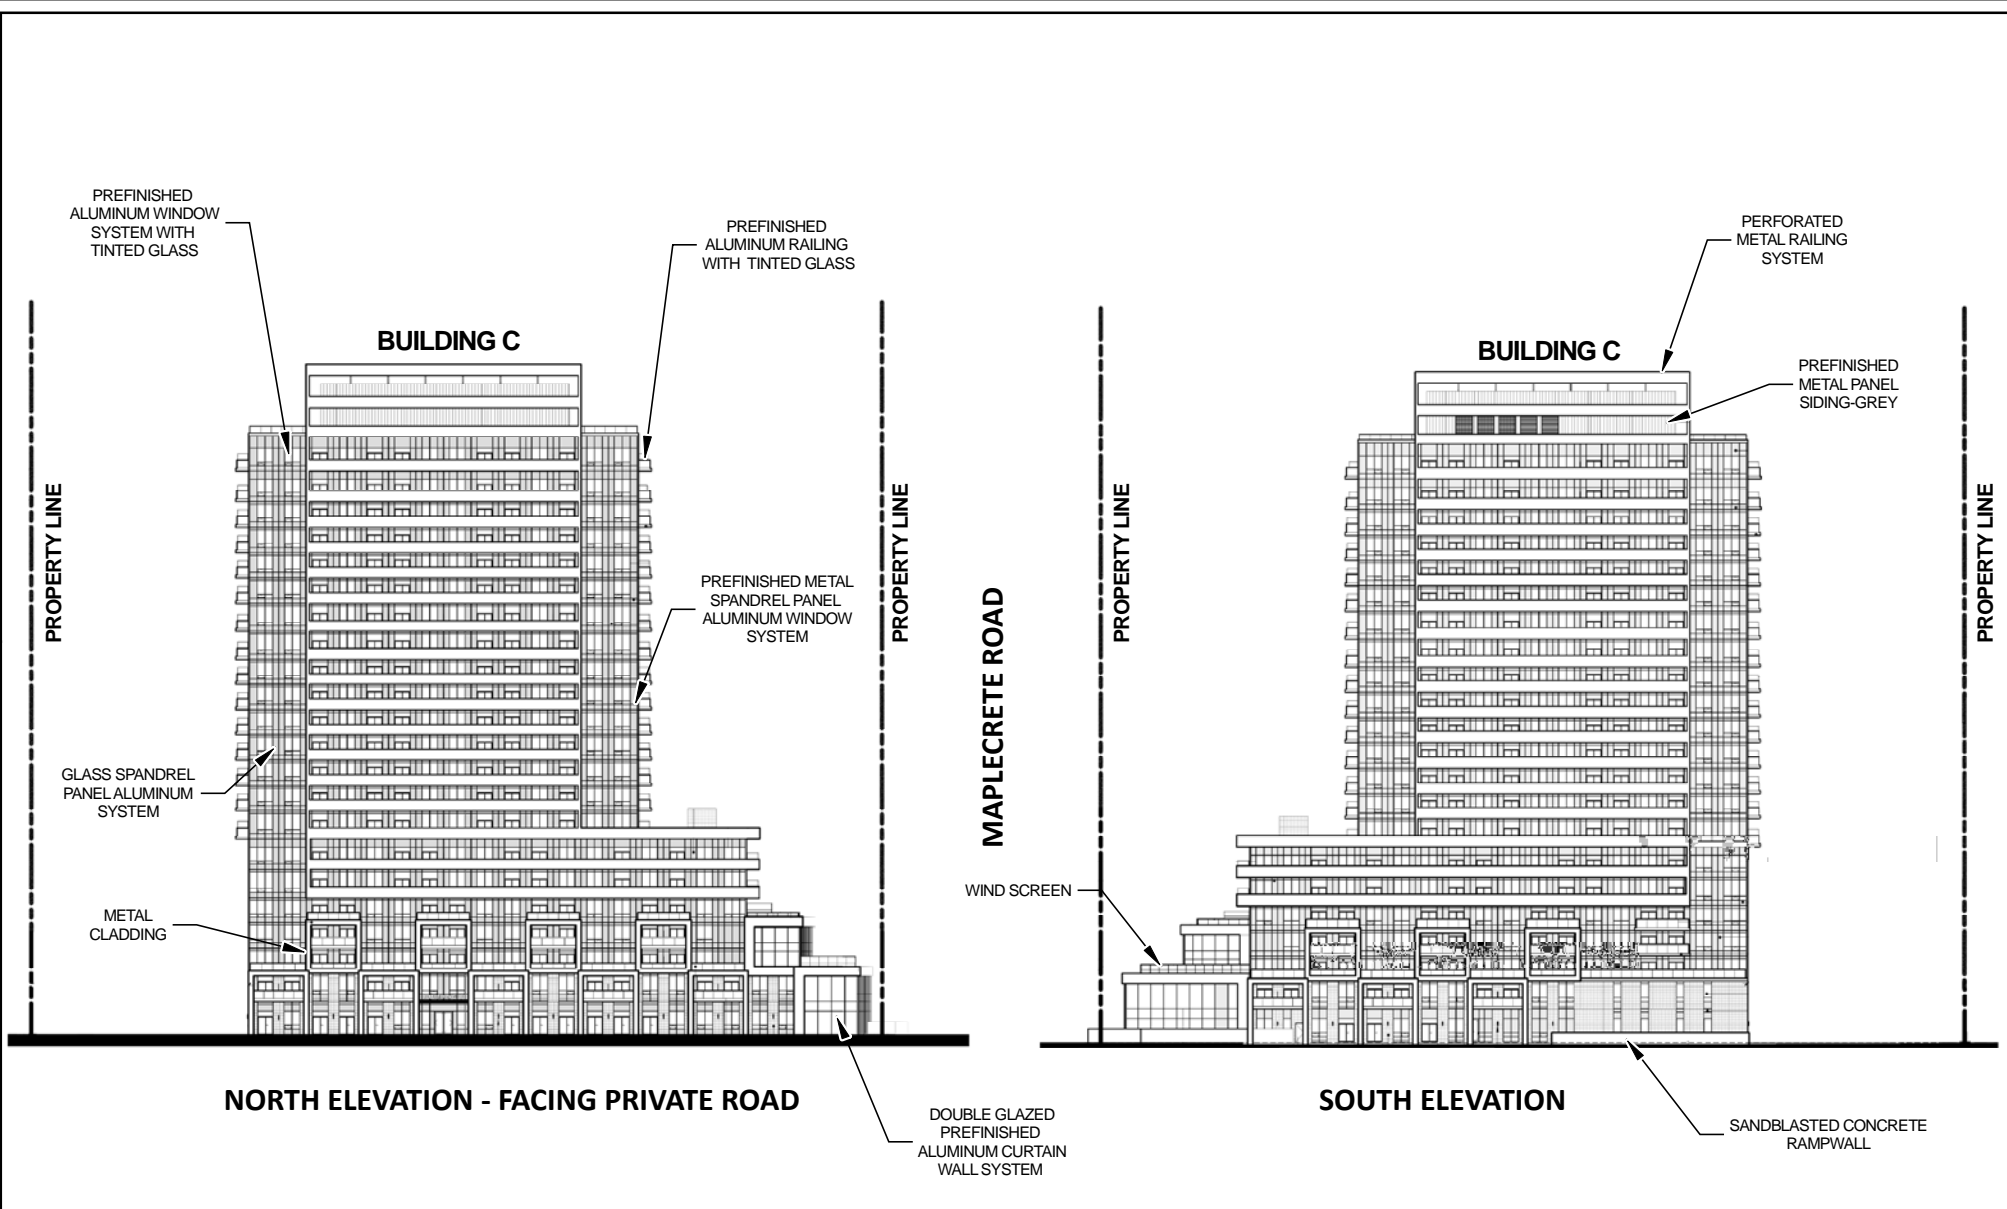 PREFINISHED
ALUMINUM WINDOW
SYSTEM WITH
TINTED GLASS
PREFINISHED
ALUMINUM RAILING
WITH TINTED GLASS
BUILDING C
PROPERTY LINE
PROPERTY LINE
PREFINISHED METAL
SPANDREL PANEL
ALUMINUM WINDOW
SYSTEM
GLASS SPANDREL
PANEL ALUMINUM
SYSTEM
METAL
CLADDING
NORTH ELEVATION - FACING PRIVATE ROAD
DOUBLE GLAZED
PREFINISHED
ALUMINUM CURTAIN
WALL SYSTEM
MAPLECRETE ROAD
PERFORATED
METAL RAILING
SYSTEM
BUILDING C
PREFINISHED
METAL PANEL
SIDING-GREY
PROPERTY LINE
PROPERTY LINE
WIND SCREEN
SOUTH ELEVATION
SANDBLASTED CONCRETE
RAMPWALL